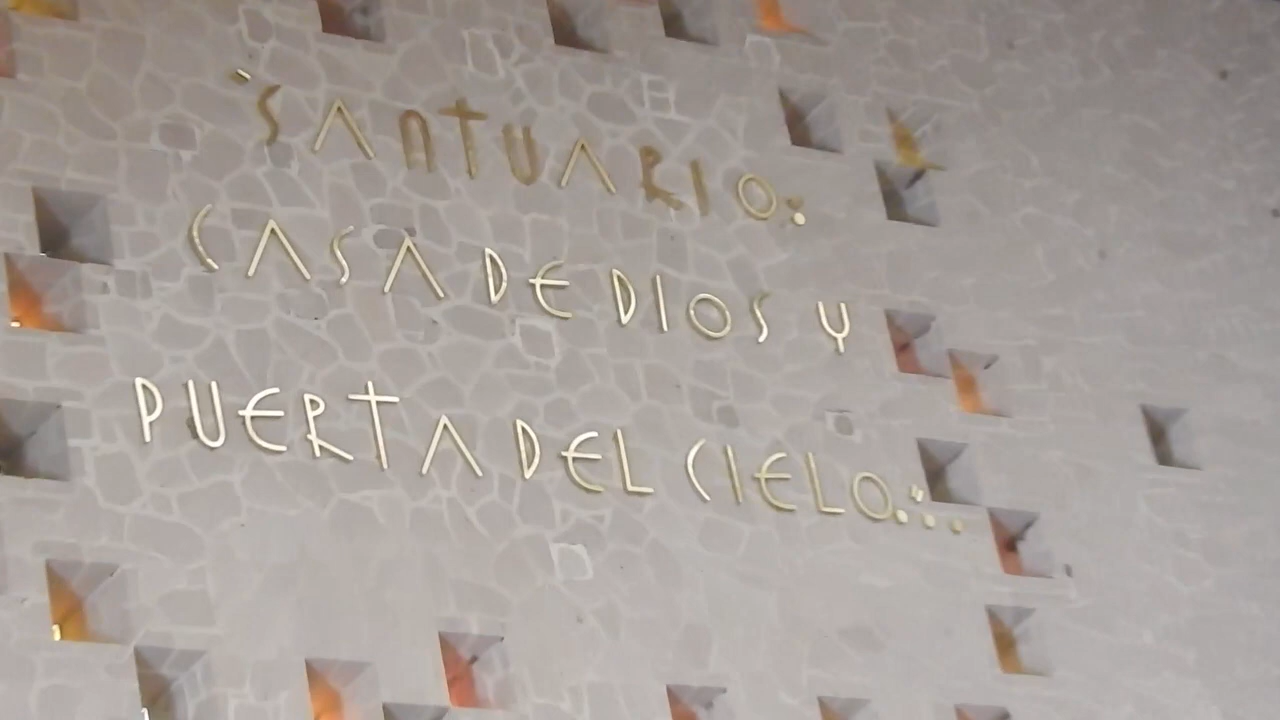 "SANTUARIO:
CASA DE DIOS Y
PUERTA DEL CIELO..."